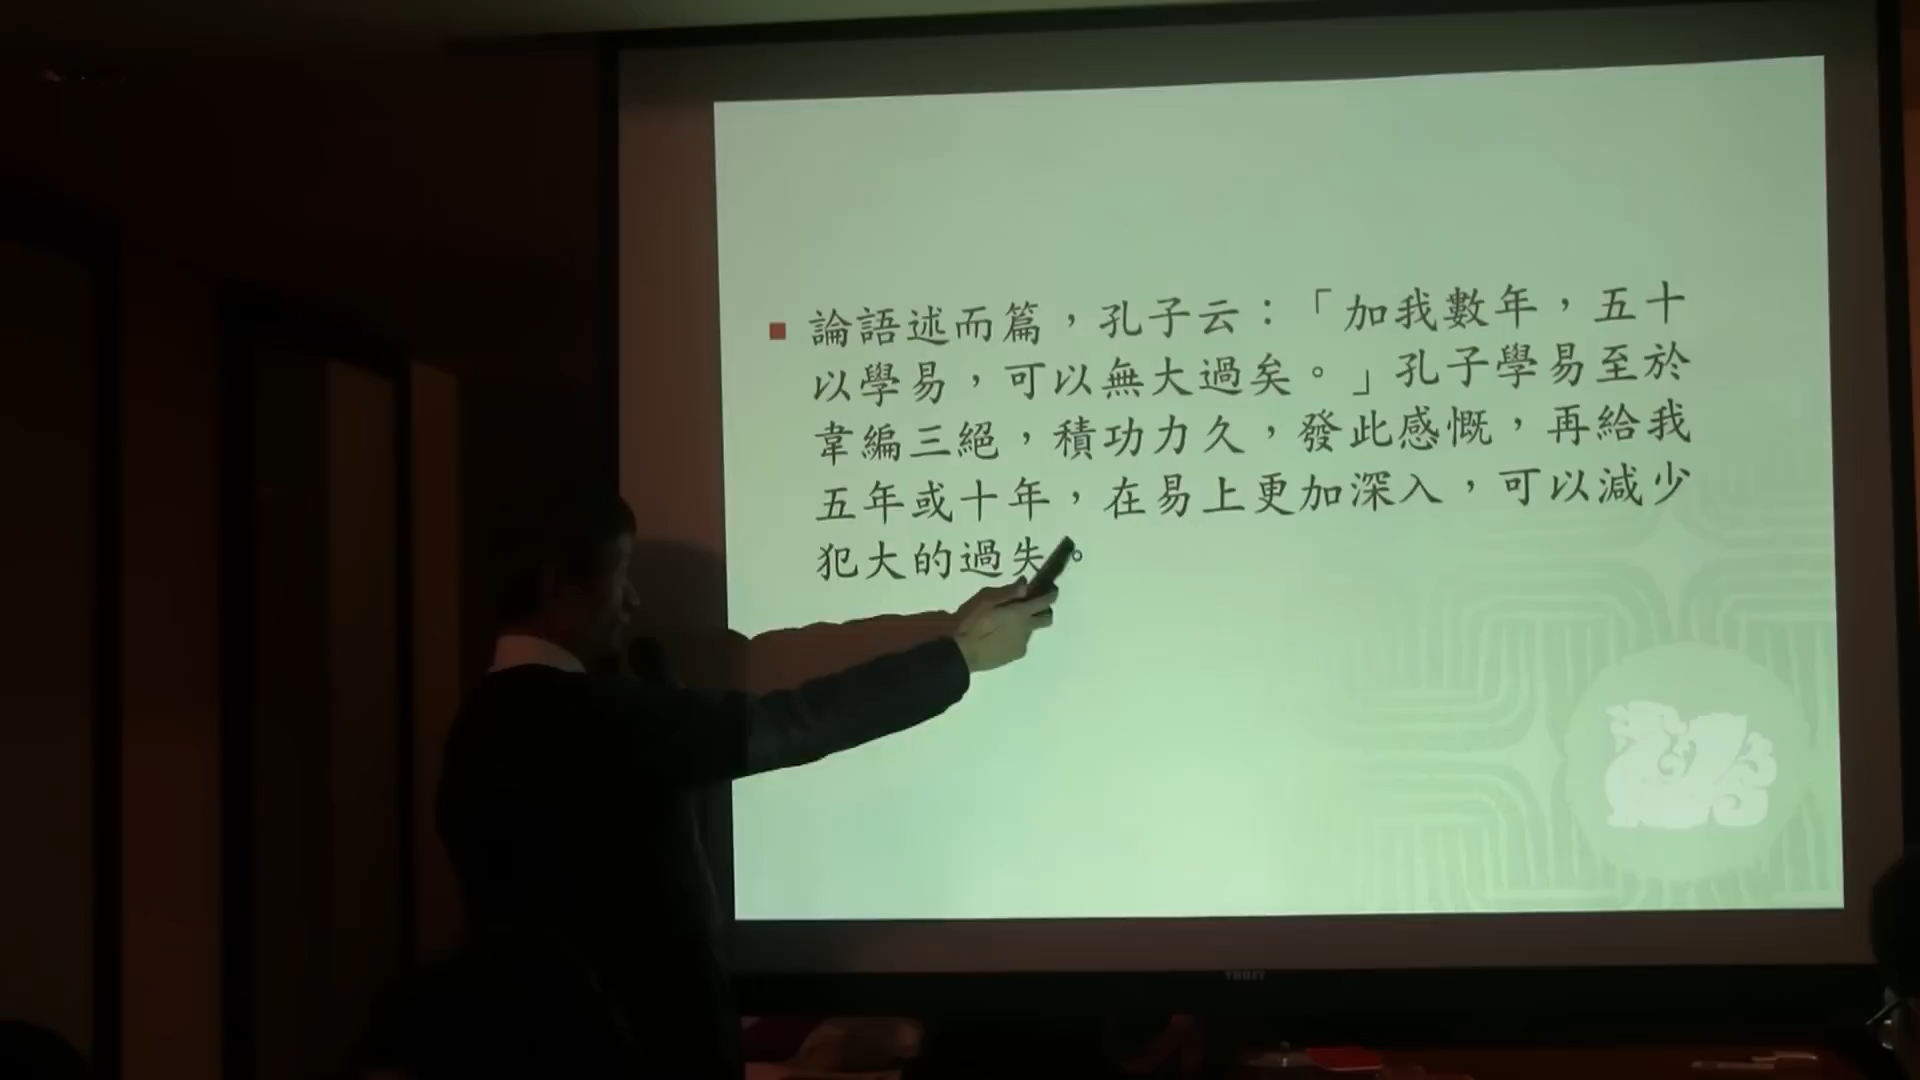 論語述而篇，孔子云：「加我數年，五十
以學易，可以無大過矣。」孔子學易至於
韋編三絕，積功力久，發此感慨，再給我
五年或十年，在易上更加深入，可以減少
犯大的過失。